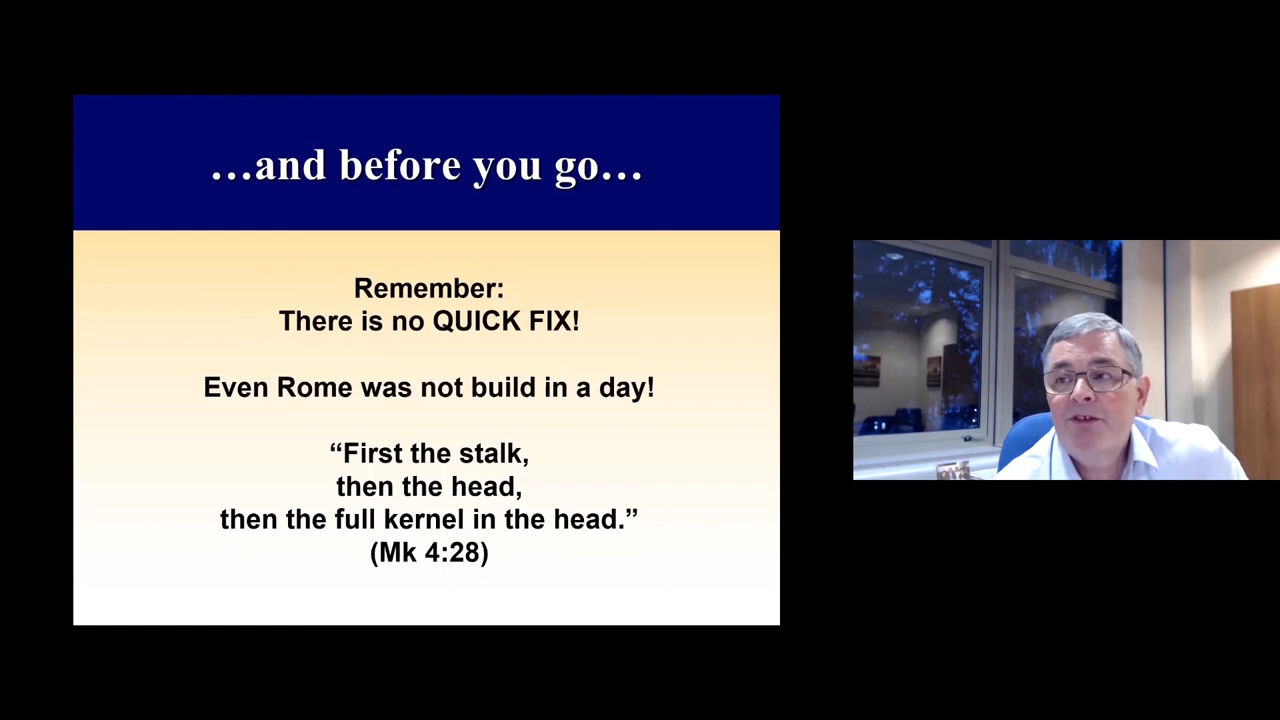 …and before you go…
Remember:
There is no QUICK FIX!
Even Rome was not build in a day!
“First the stalk,
then the head,
then the full kernel in the head.”
(Mk 4:28)